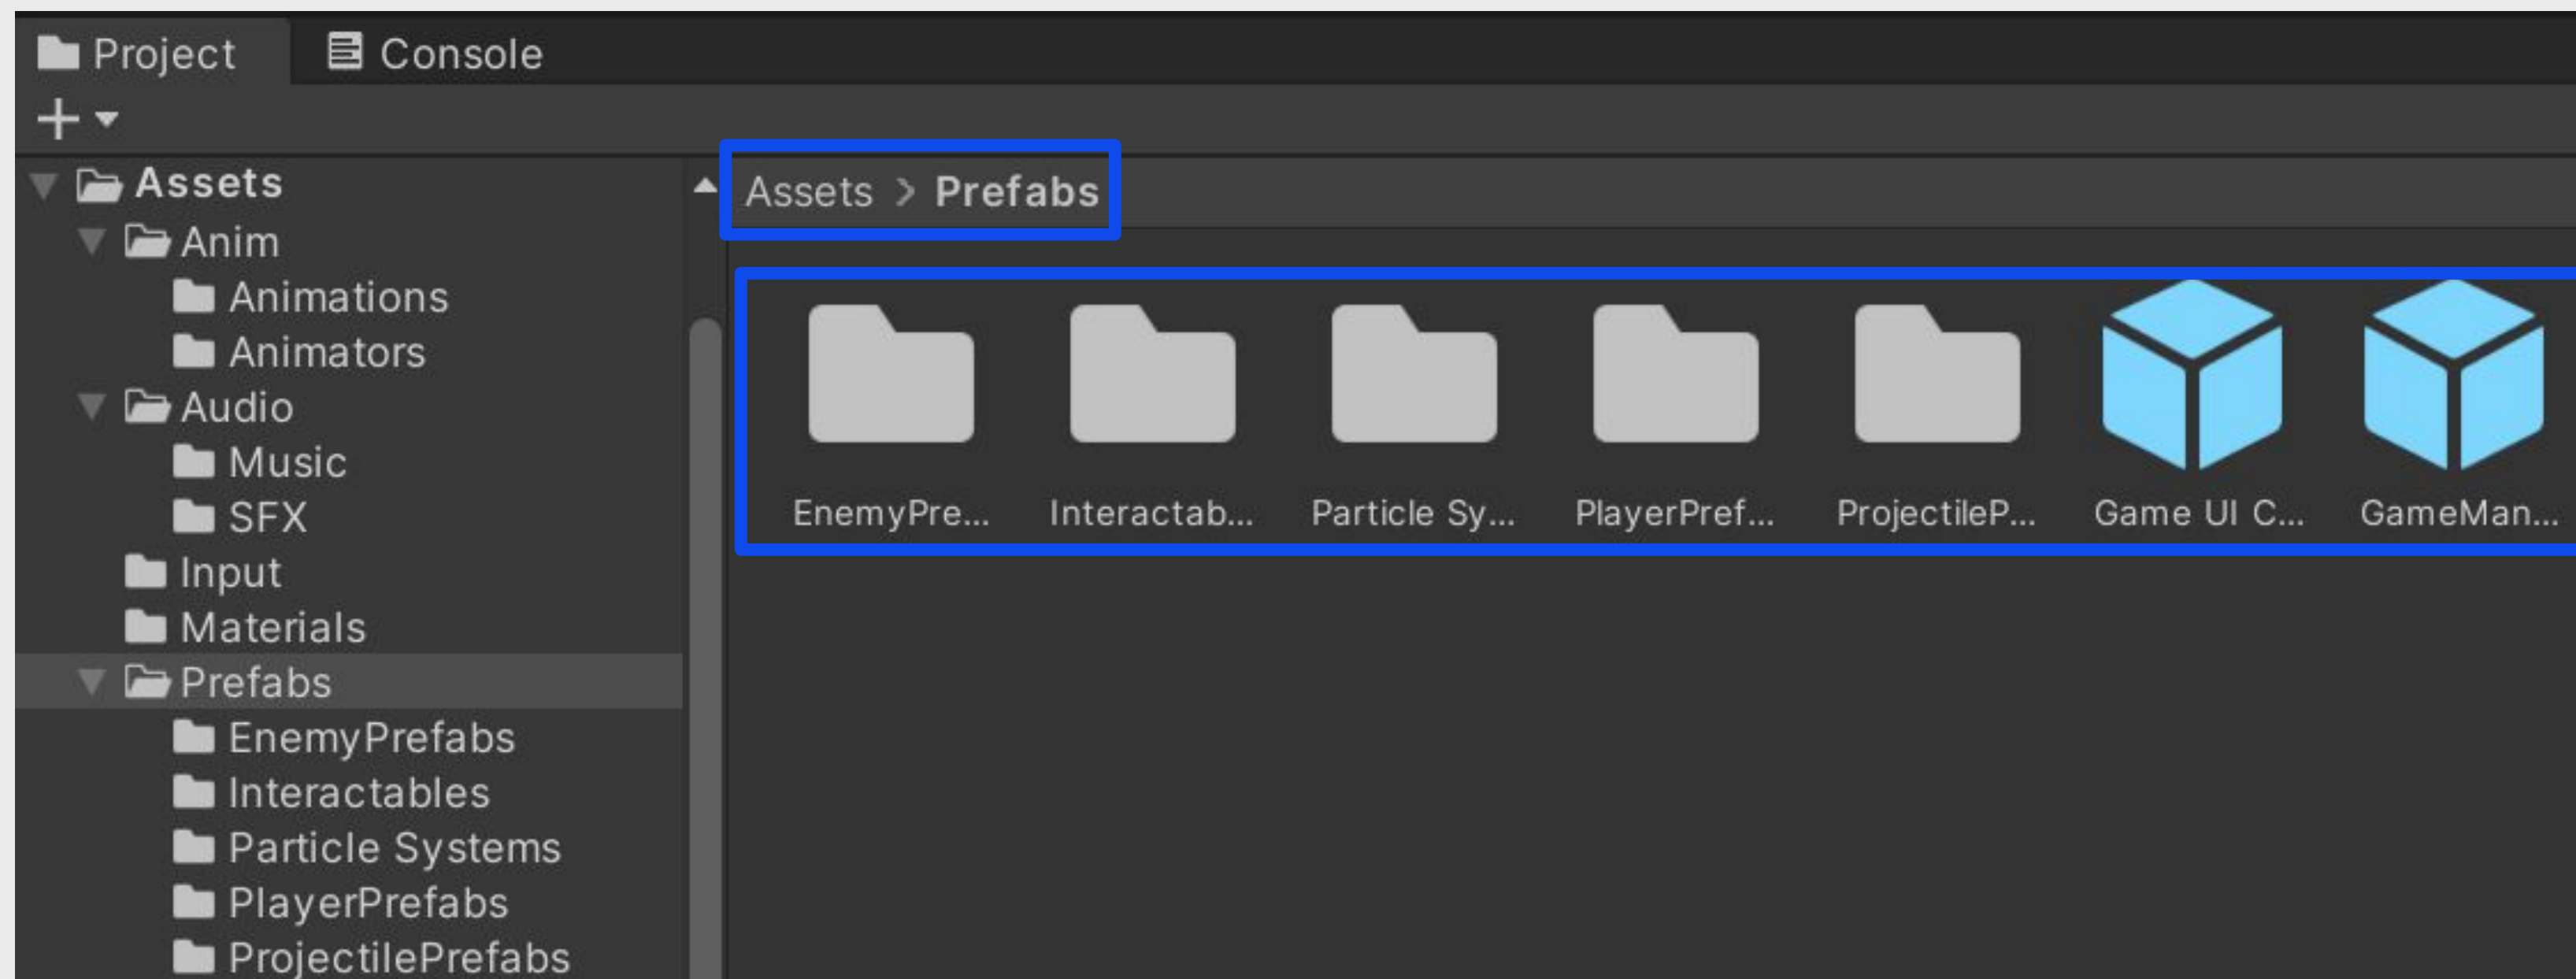 Project
Console
Assets
Anim
Animations
Animators
Audio
Music
SFX
Input
Materials
Prefabs
EnemyPrefabs
Interactables
Particle Systems
PlayerPrefabs
ProjectilePrefabs
Assets > Prefabs
EnemyPre...
Interactab...
Particle Sy...
PlayerPref...
ProjectileP...
Game UI C...
GameMan...